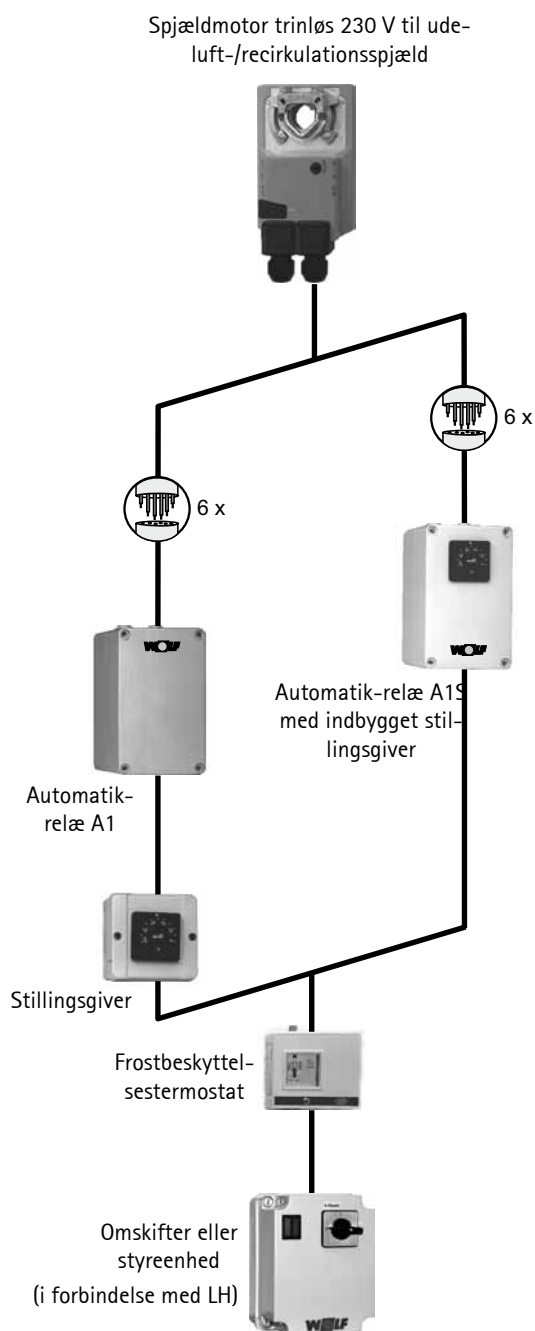 Spjældmotor trinløs 230 V til ude-
luft-/recirkulationsspjæld
6 x
6 x
WOLF
WOLF
Automatik-relæ A1S
med indbygget stil-
lingsgiver
Automatik-
relæ A1
Stillingsgiver
Frostbeskyttel-
sestermostat
Omskifter eller
styreenhed
(i forbindelse med LH)
WOLF